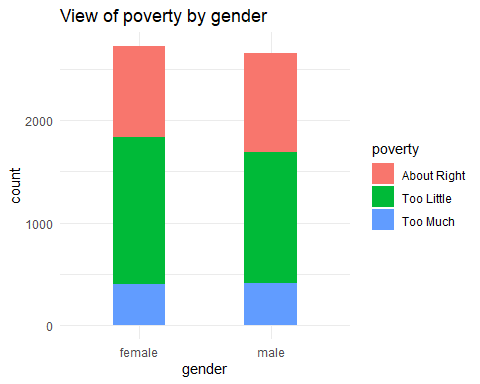 View of poverty by gender
count
2000
1000
0
female
male
gender
poverty
About Right
Too Little
Too Much